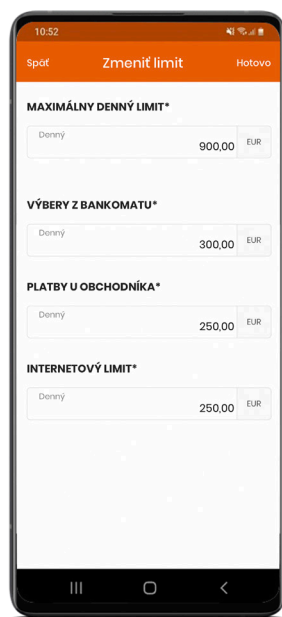 10:52
Späť Zmeniť limit Hotovo
MAXIMÁLNY DENNÝ LIMIT*
Denný
900,00 EUR
VÝBERY Z BANKOMATU*
Denný
300,00 EUR
PLATBY U OBCHODNÍKA*
Denný
250,00 EUR
INTERNETOVÝ LIMIT*
Denný
250,00 EUR